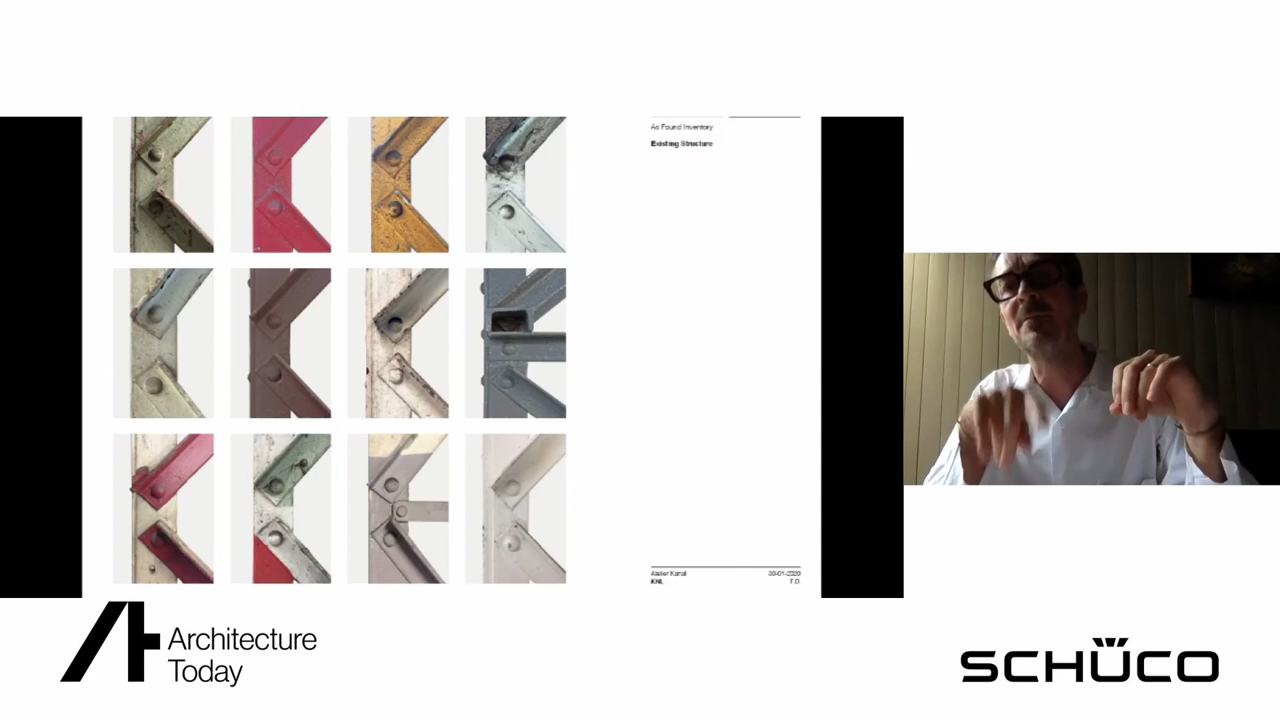 As Found Inventory
Existing Structure
Atelier Kanal
KNL
T.O.
Architecture
Today
SCHÜCO